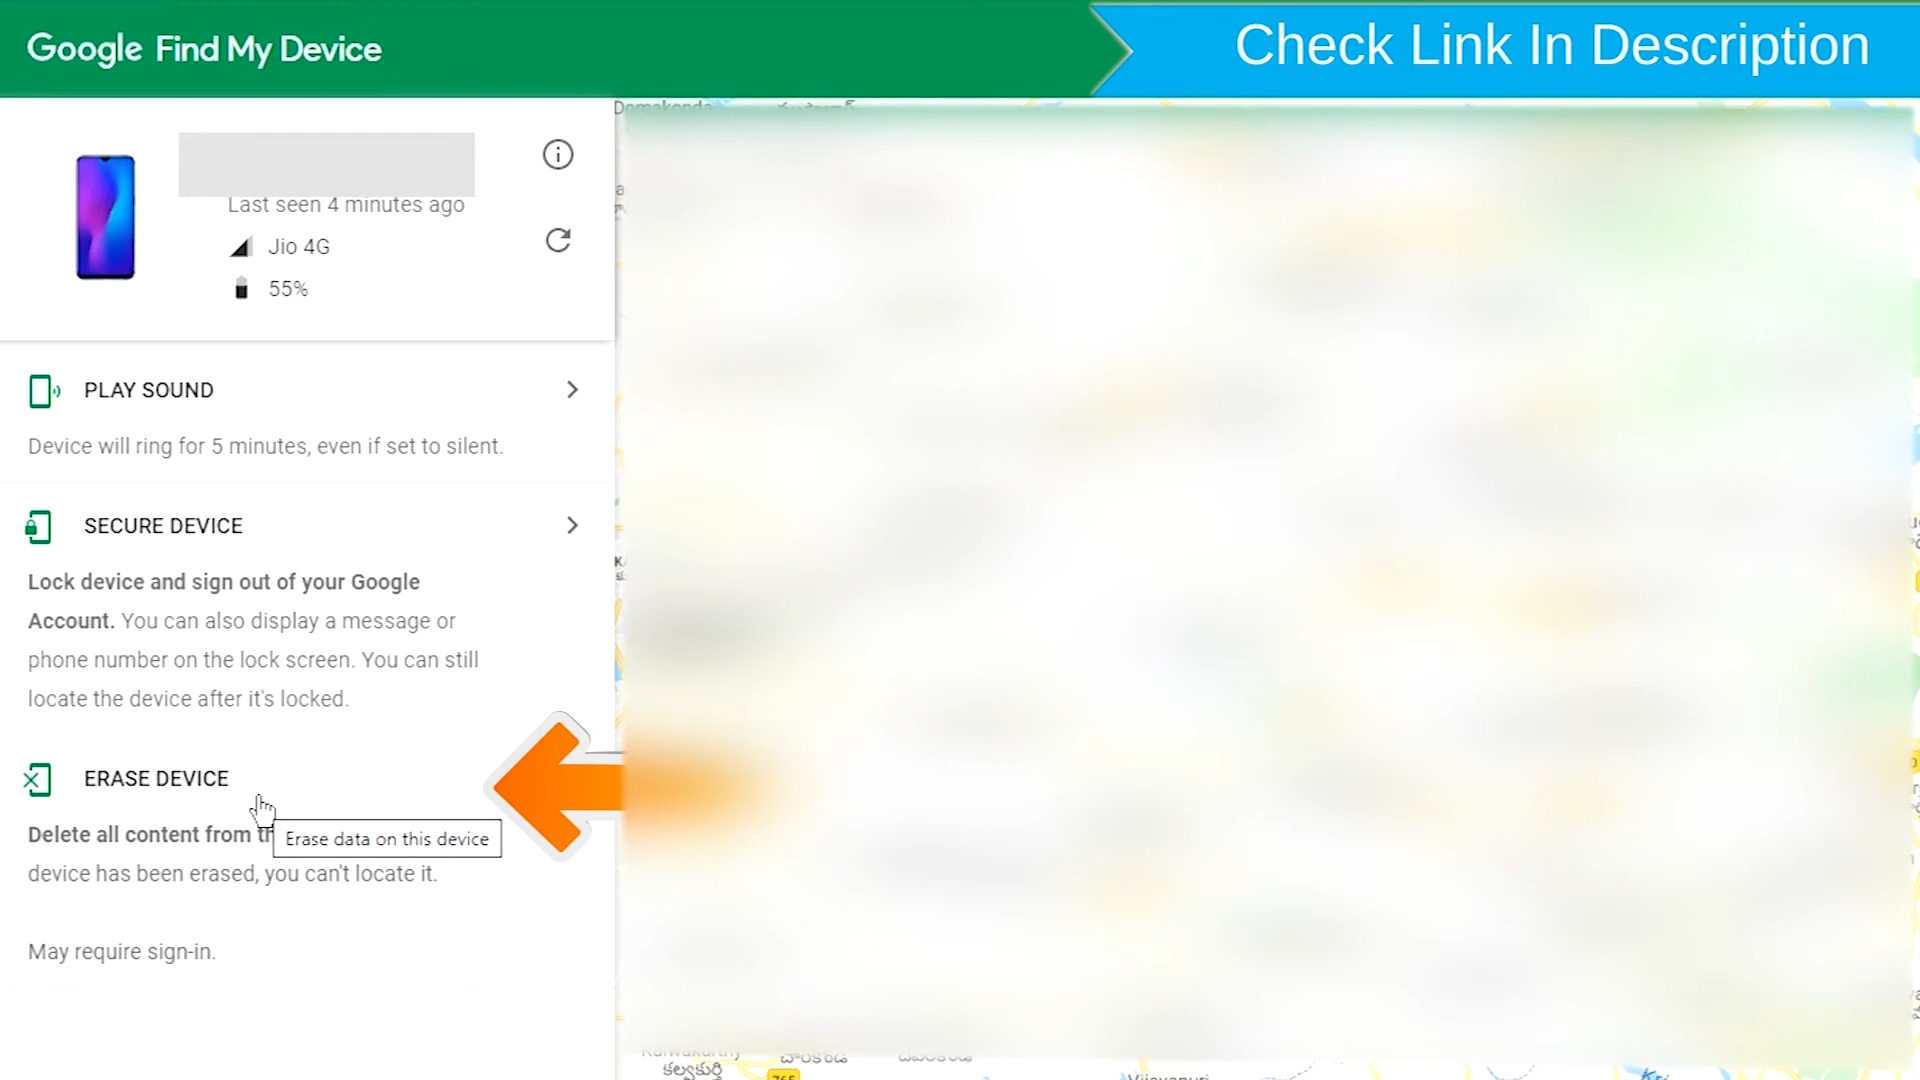 Google Find My Device
Check Link In Description
Domakonda
Last seen 4 minutes ago
Jio 4G
55%
PLAY SOUND
Device will ring for 5 minutes, even if set to silent.
SECURE DEVICE
Lock device and sign out of your Google
Account. You can also display a message or
phone number on the lock screen. You can still
locate the device after it's locked.
ERASE DEVICE
Delete all content from
Erase data on this device
device has been erased, you can't locate it.
May require sign-in.
కల్వకుర్తి
765